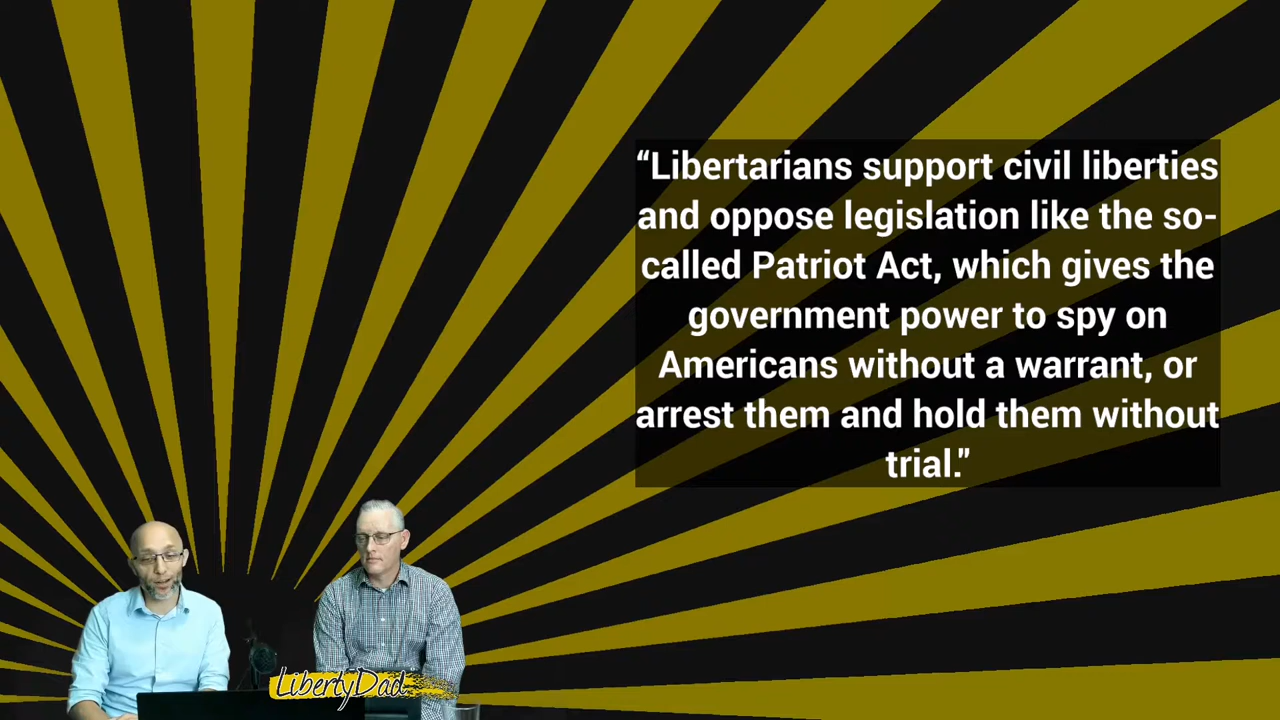 “Libertarians support civil liberties
and oppose legislation like the so-
called Patriot Act, which gives the
government power to spy on
Americans without a warrant, or
arrest them and hold them without
trial.”
LibertyDad